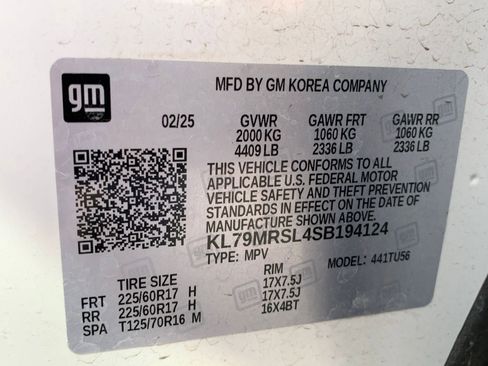 gm
MFD BY GM KOREA COMPANY
02/25 GVWR GAWR FRT GAWR RR
2000 KG 1060 KG 1060 KG
4409 LB 2336 LB 2336 LB
THIS VEHICLE CONFORMS TO ALL
APPLICABLE U.S. FEDERAL MOTOR
VEHICLE SAFETY AND THEFT PREVENTION
STANDARDS IN EFFECT ON THE DATE OF
MANUFACTURE SHOWN ABOVE.
KL79MRSL4SB194124
TYPE: MPV MODEL: 441TU56
TIRE SIZE RIM
FRT 225/60R17 H 17X7.5J
RR 225/60R17 H 17X7.5J
SPA T125/70R16 M 16X4BT